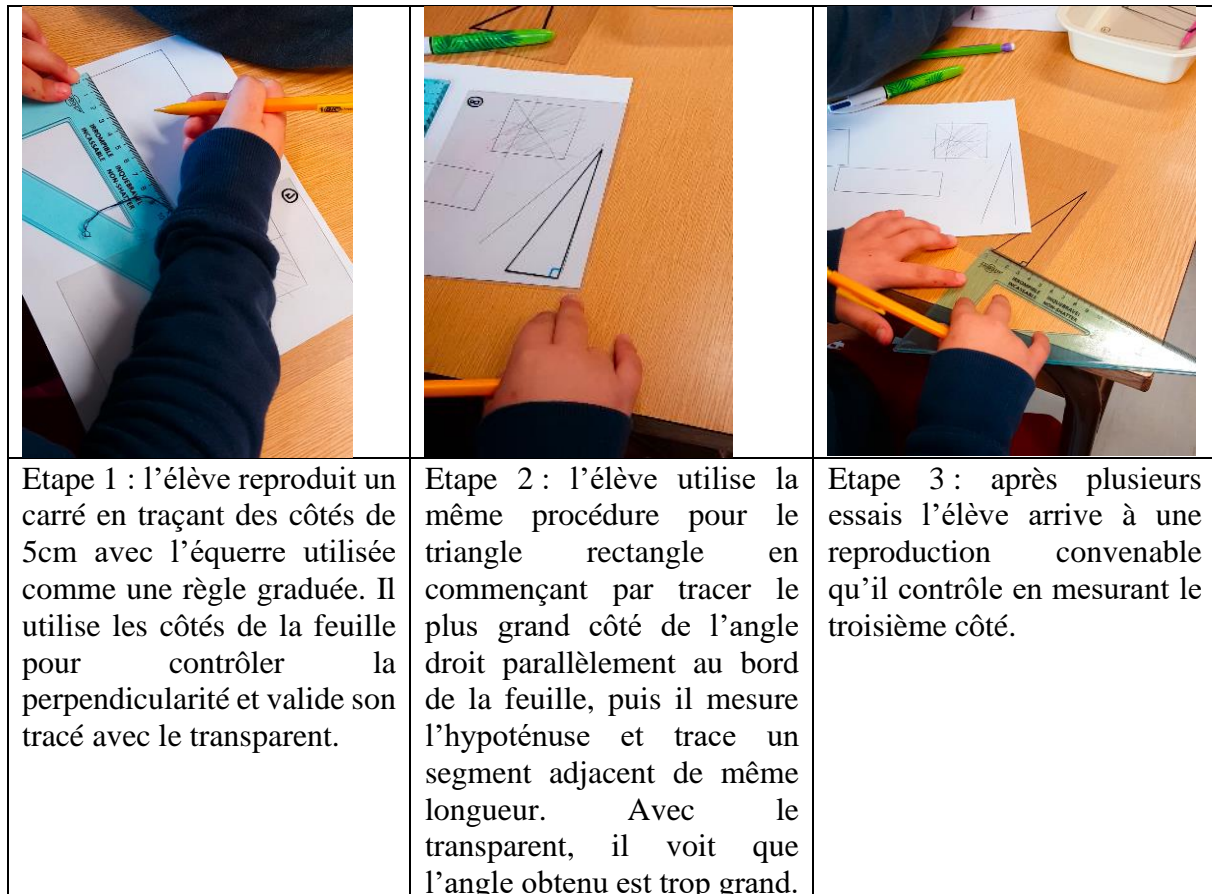 IRROMPIBLE
INCASSABLE
INQUEBRAVEL
NON-SHATTER
Etape 1 : l’élève reproduit un
carré en traçant des côtés de
5cm avec l’équerre utilisée
comme une règle graduée. Il
utilise les côtés de la feuille
pour contrôler la
perpendicularité et valide son
tracé avec le transparent.
Etape 2 : l’élève utilise la
même procédure pour le
triangle rectangle en
commençant par tracer le
plus grand côté de l’angle
droit parallèlement au bord
de la feuille, puis il mesure
l’hypoténuse et trace un
segment adjacent de même
longueur. Avec le
transparent, il voit que
l’angle obtenu est trop grand.
Etape 3 : après plusieurs
essais l’élève arrive à une
reproduction convenable
qu’il contrôle en mesurant le
troisième côté.